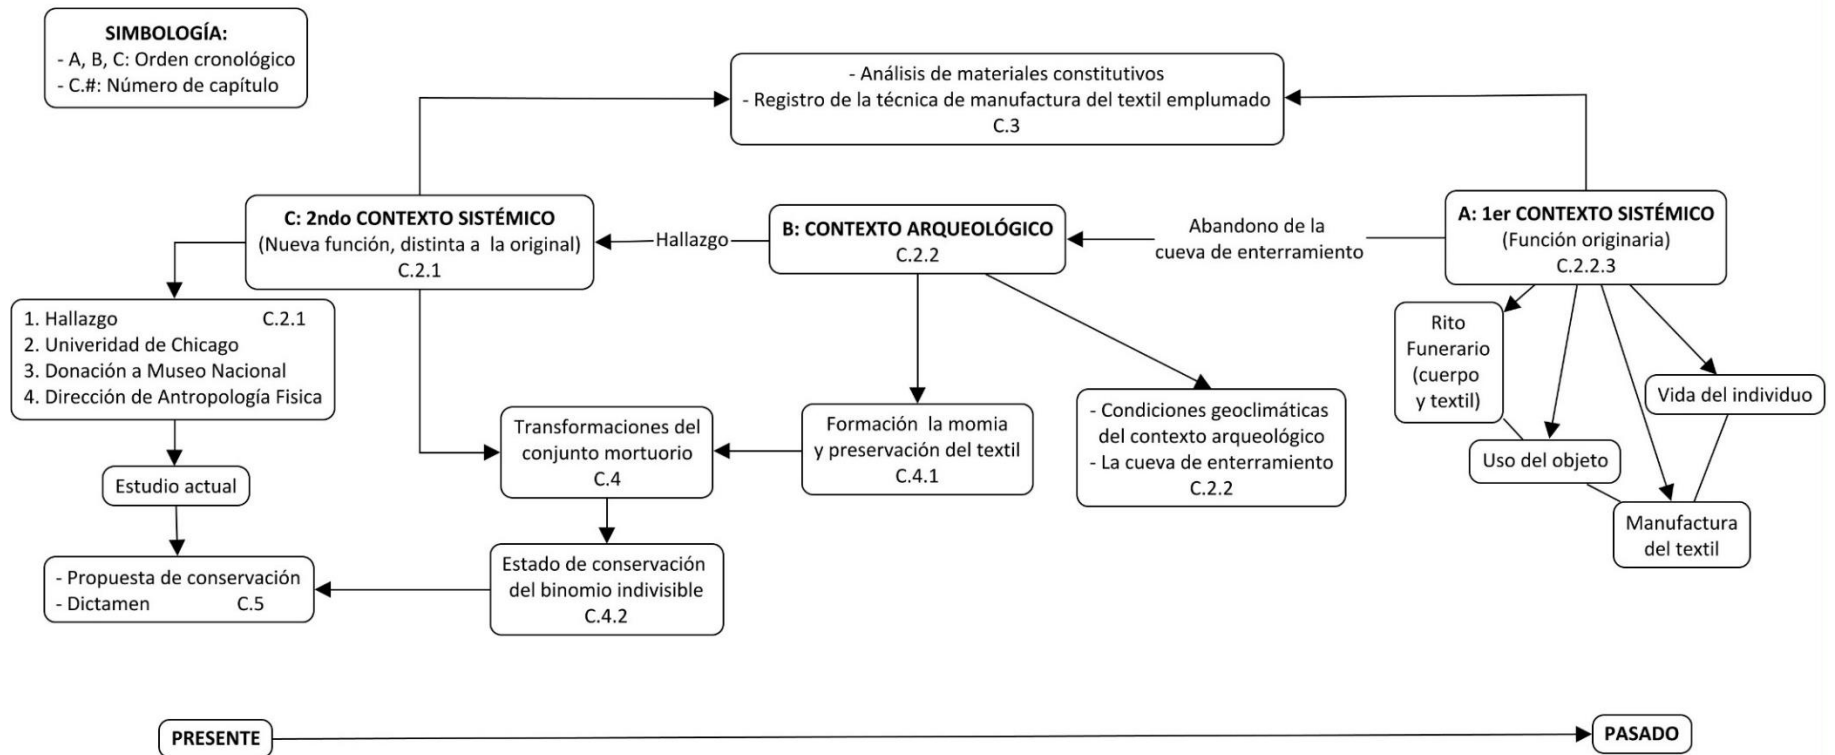 SIMBOLOGÍA:
- A, B, C: Orden cronológico
- C.#: Número de capítulo
- Análisis de materiales constitutivos
- Registro de la técnica de manufactura del textil emplumado
C.3
C: 2ndo CONTEXTO SISTÉMICO
(Nueva función, distinta a la original)
C.2.1
Hallazgo
B: CONTEXTO ARQUEOLÓGICO
C.2.2
Abandono de la
cueva de enterramiento
A: 1er CONTEXTO SISTÉMICO
(Función originaria)
C.2.2.3
1. Hallazgo C.2.1
2. Univeridad de Chicago
3. Donación a Museo Nacional
4. Dirección de Antropología Fisica
Rito
Funerario
(cuerpo
y textil)
Vida del individuo
Uso del objeto
Manufactura
del textil
Transformaciones del
conjunto mortuorio
C.4
Formación la momia
y preservación del textil
C.4.1
- Condiciones geoclimáticas
del contexto arqueológico
- La cueva de enterramiento
C.2.2
Estudio actual
- Propuesta de conservación
- Dictamen C.5
Estado de conservación
del binomio indivisible
C.4.2
PRESENTE
PASADO